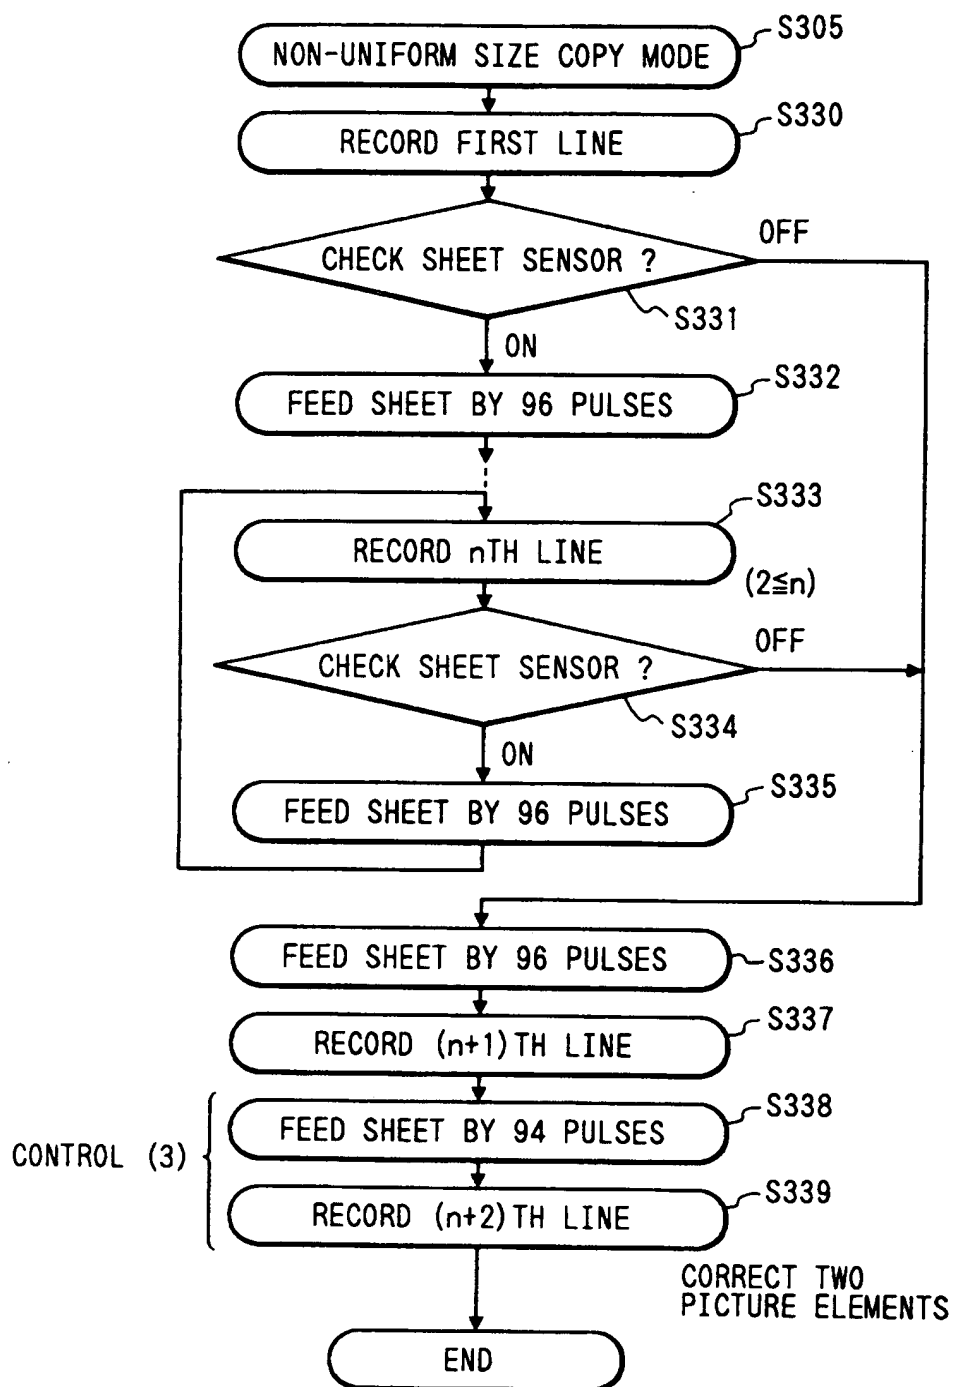 S305
NON-UNIFORM SIZE COPY MODE
S330
RECORD FIRST LINE
OFF
CHECK SHEET SENSOR ?
S331
ON
S332
FEED SHEET BY 96 PULSES
S333
RECORD nTH LINE
(2≦n)
OFF
CHECK SHEET SENSOR ?
S334
ON
S335
FEED SHEET BY 96 PULSES
FEED SHEET BY 96 PULSES
S336
S337
RECORD (n+1)TH LINE
S338
FEED SHEET BY 94 PULSES
CONTROL (3)
S339
RECORD (n+2)TH LINE
CORRECT TWO
PICTURE ELEMENTS
END